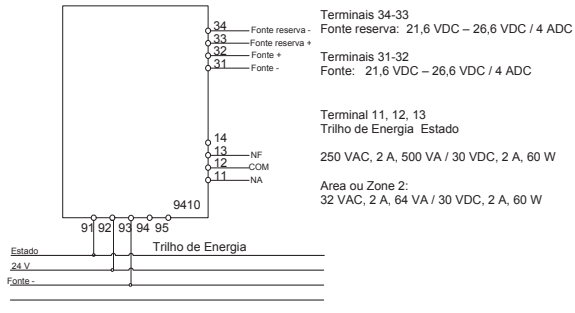 34 Fonte reserva -
33 Fonte reserva +
32 Fonte +
31 Fonte -
14
13 NF
12 COM
11 NA
9410
91 92 93 94 95
Estado Trilho de Energia
24 V
Fonte -
Terminais 34-33
Fonte reserva: 21,6 VDC – 26,6 VDC / 4 ADC
Terminais 31-32
Fonte: 21,6 VDC – 26,6 VDC / 4 ADC
Terminal 11, 12, 13
Trilho de Energia Estado
250 VAC, 2 A, 500 VA / 30 VDC, 2 A, 60 W
Area ou Zone 2:
32 VAC, 2 A, 64 VA / 30 VDC, 2 A, 60 W